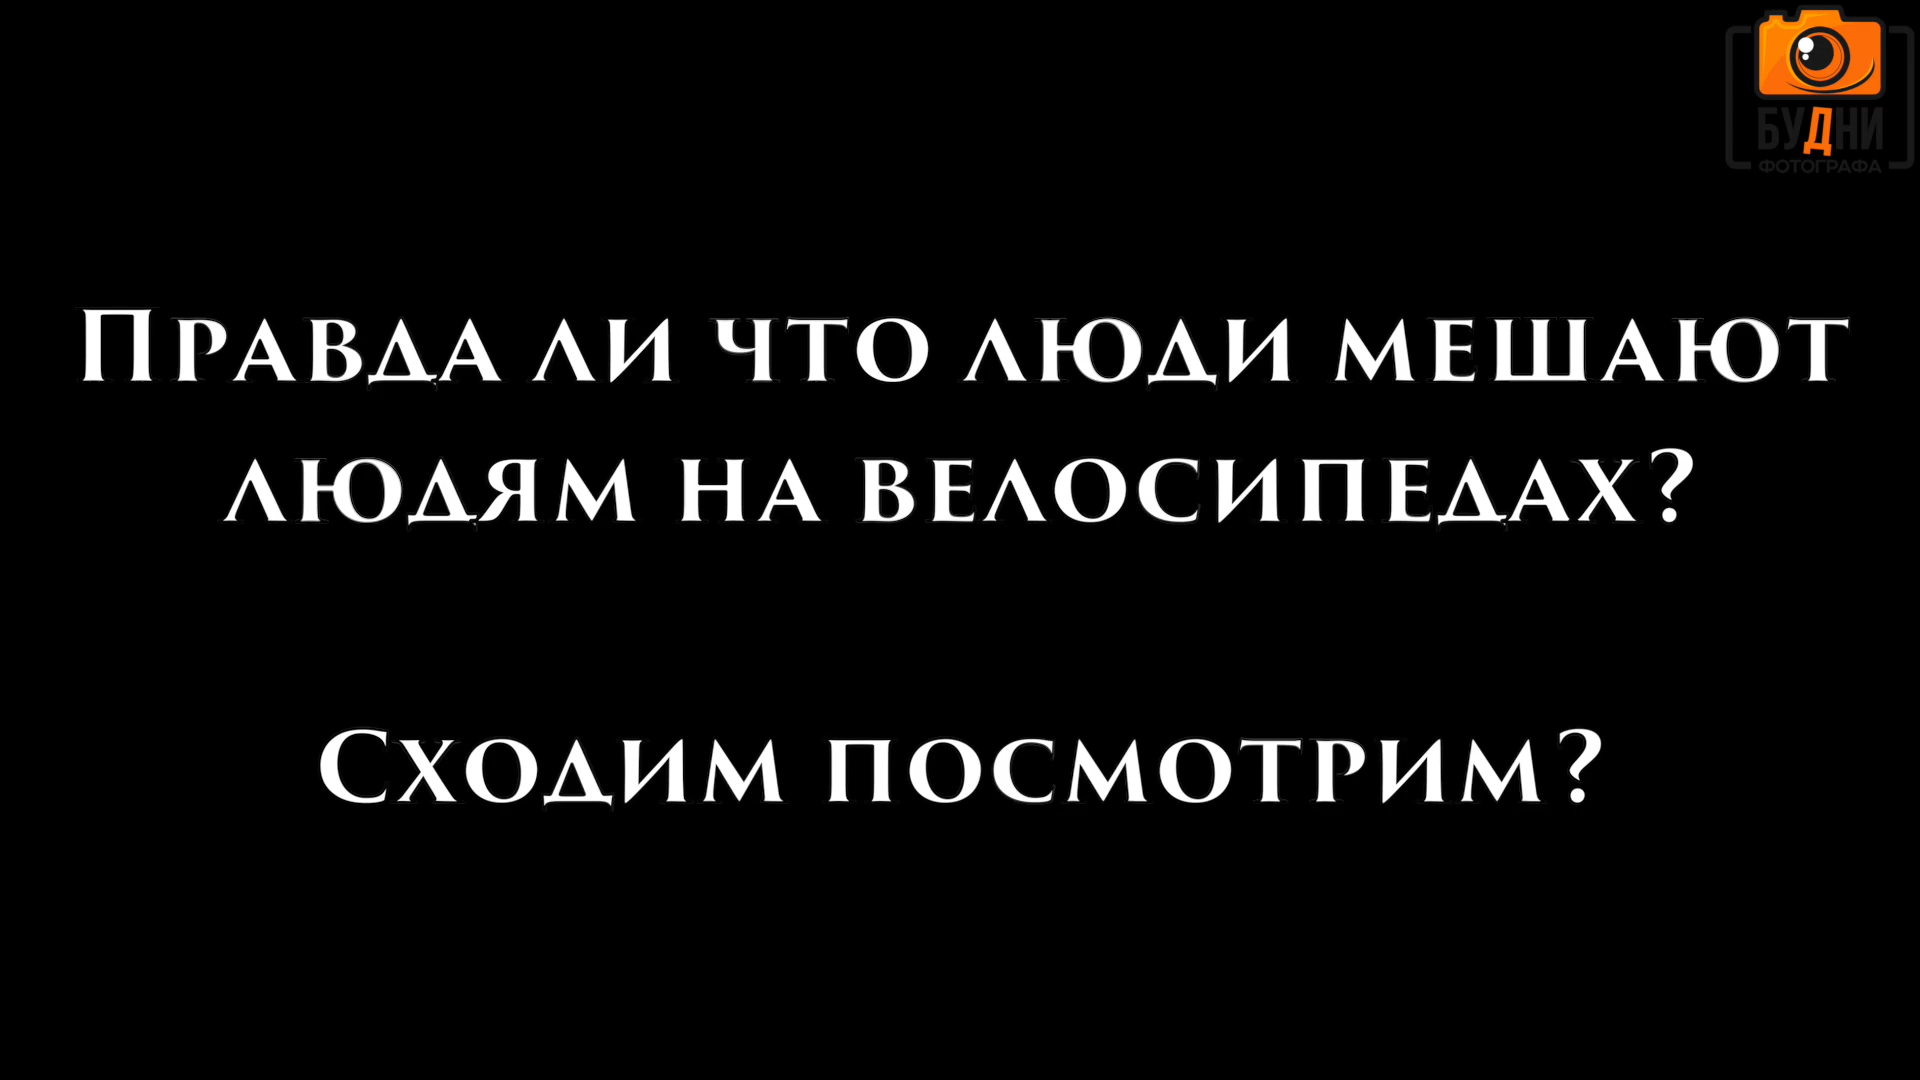 БУДНИ
ФОТОГРАФА
Правда ли что люди мешают
людям на велосипедах?
Сходим посмотрим?